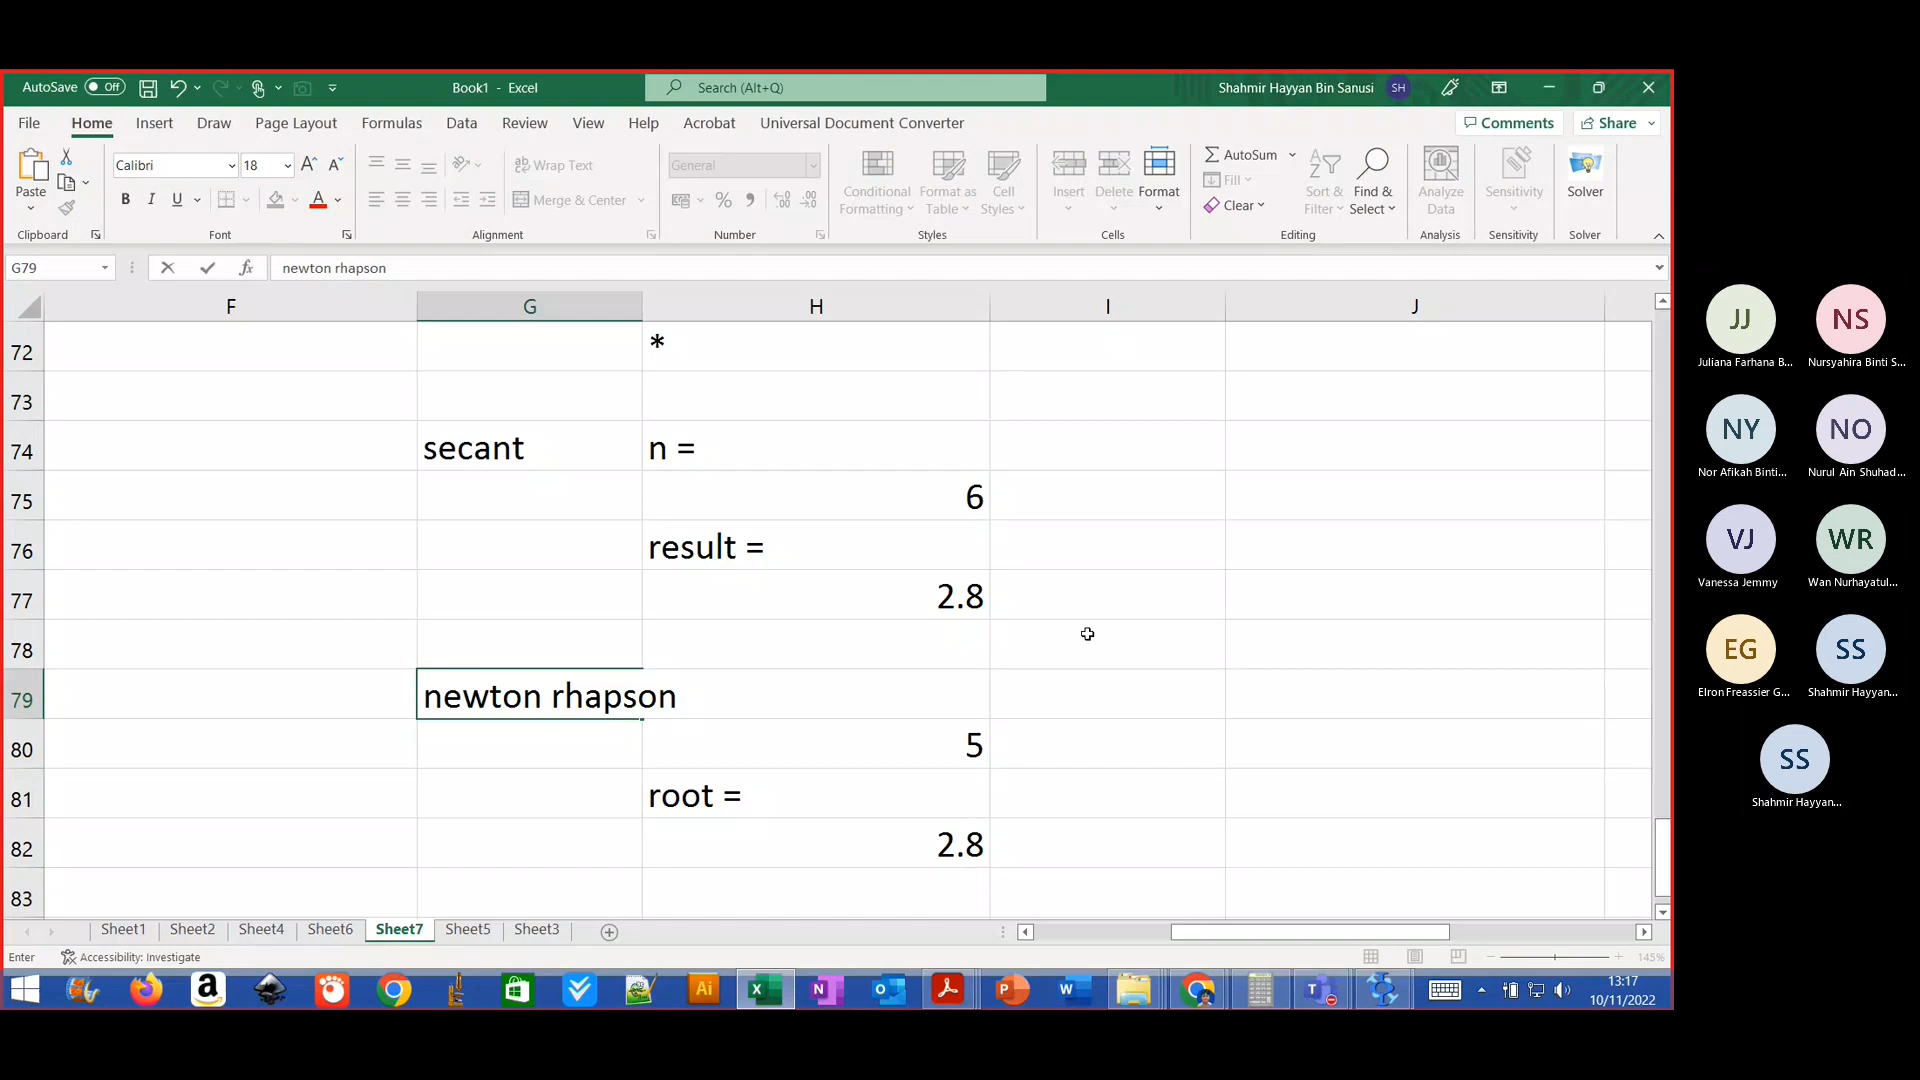 AutoSave Off
Book1 - Excel
Search (Alt+Q)
Shahmir Hayyan Bin Sanusi SH
File Home Insert Draw Page Layout Formulas Data Review View Help Acrobat Universal Document Converter
Comments Share
Paste
Clipboard
Calibri 18
B I U A
Font
Wrap Text
Merge & Center
Alignment
General
%
Number
Conditional Formatting
Format as Table
Cell Styles
Styles
Insert Delete Format
Cells
AutoSum
Fill
Clear
Sort & Filter
Find & Select
Editing
Analyze Data
Analysis
Sensitivity
Sensitivity
Solver
Solver
G79 fx newton rhapson
F G H I J
72 *
73
74 secant n =
75 6
76 result =
77 2.8
78
79 newton rhapson
80 5
81 root =
82 2.8
83
Sheet1 Sheet2 Sheet4 Sheet6 Sheet7 Sheet5 Sheet3
Enter Accessibility: Investigate 145%
13:17
10/11/2022
JJ NS
Juliana Farhana B... Nursyahira Binti S...
NY NO
Nor Afikah Binti... Nurul Ain Shuhad...
VJ WR
Vanessa Jemmy Wan Nurhayatul...
EG SS
Elron Freassier G... Shahmir Hayyan...
SS
Shahmir Hayyan...